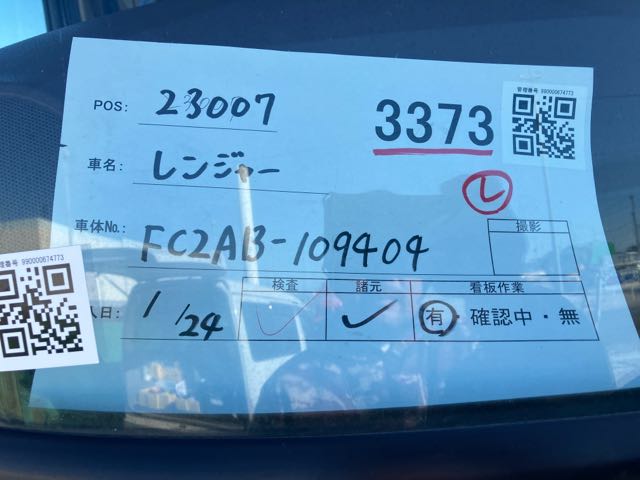 管理番号 990000674773
POS: 23007
3373
車名: レンジャー
レ
車体No.: FC2AB-109404
撮影
管理番号 990000674773
検査 諸元 看板作業
入日: 1/24 ✓ ✓ 有・確認中・無